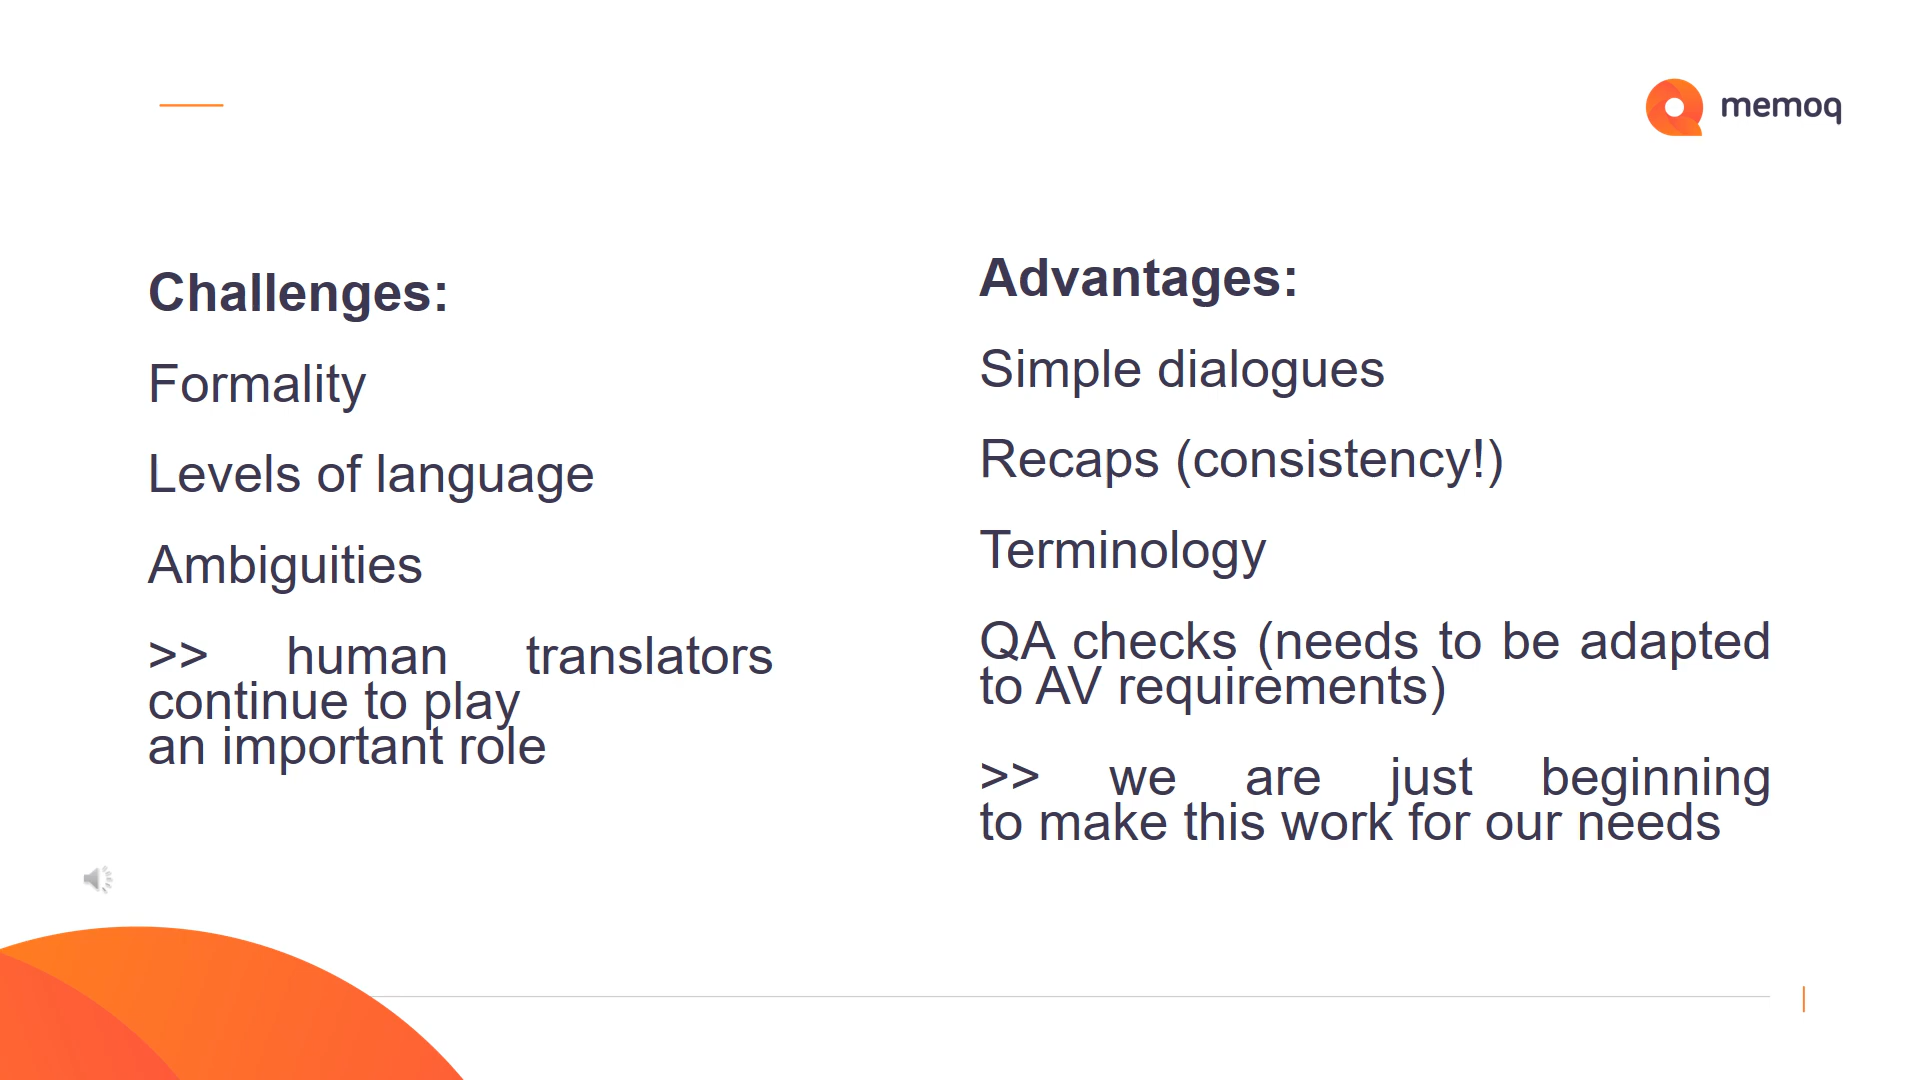 memoq
Challenges:
Formality
Levels of language
Ambiguities
>> human translators
continue to play
an important role
Advantages:
Simple dialogues
Recaps (consistency!)
Terminology
QA checks (needs to be adapted
to AV requirements)
>> we are just beginning
to make this work for our needs